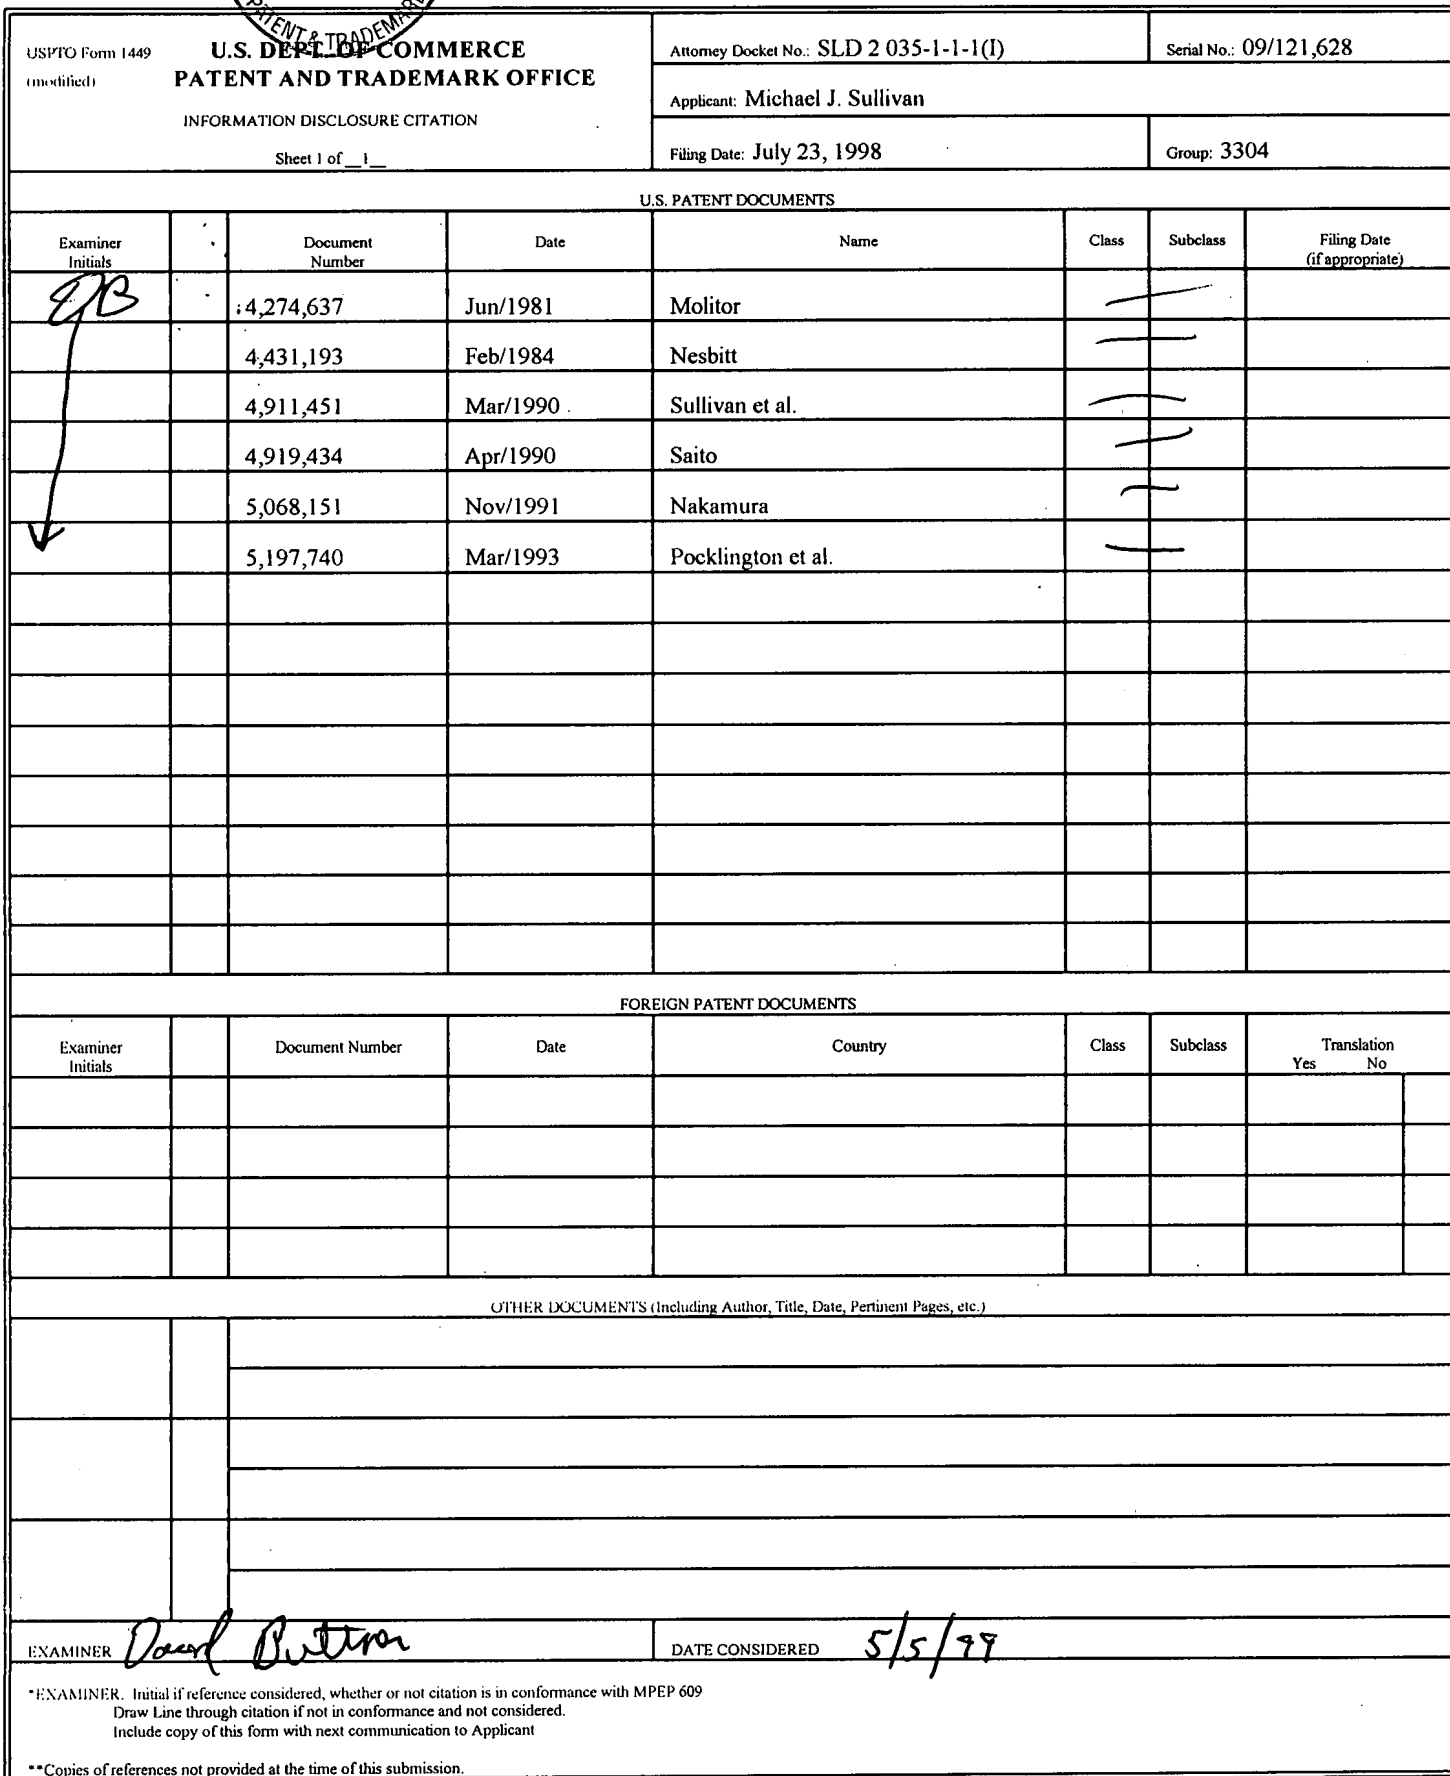 PATENT & TRADEMARK
USPTO Form 1449
(modified)
U.S. DEPT. OF COMMERCE
PATENT AND TRADEMARK OFFICE
INFORMATION DISCLOSURE CITATION
Sheet 1 of __1__
Attorney Docket No.: SLD 2 035-1-1-1(I)
Serial No.: 09/121,628
Applicant: Michael J. Sullivan
Filing Date: July 23, 1998
Group: 3304
U.S. PATENT DOCUMENTS
Examiner Initials Document Number Date Name Class Subclass Filing Date (if appropriate)
4,274,637 Jun/1981 Molitor
4,431,193 Feb/1984 Nesbitt
4,911,451 Mar/1990 Sullivan et al.
4,919,434 Apr/1990 Saito
5,068,151 Nov/1991 Nakamura
5,197,740 Mar/1993 Pocklington et al.
FOREIGN PATENT DOCUMENTS
Examiner Initials Document Number Date Country Class Subclass Translation Yes No
OTHER DOCUMENTS (Including Author, Title, Date, Pertinent Pages, etc.)
EXAMINER
DATE CONSIDERED 5/5/99
*EXAMINER. Initial if reference considered, whether or not citation is in conformance with MPEP 609
Draw Line through citation if not in conformance and not considered.
Include copy of this form with next communication to Applicant
**Copies of references not provided at the time of this submission.